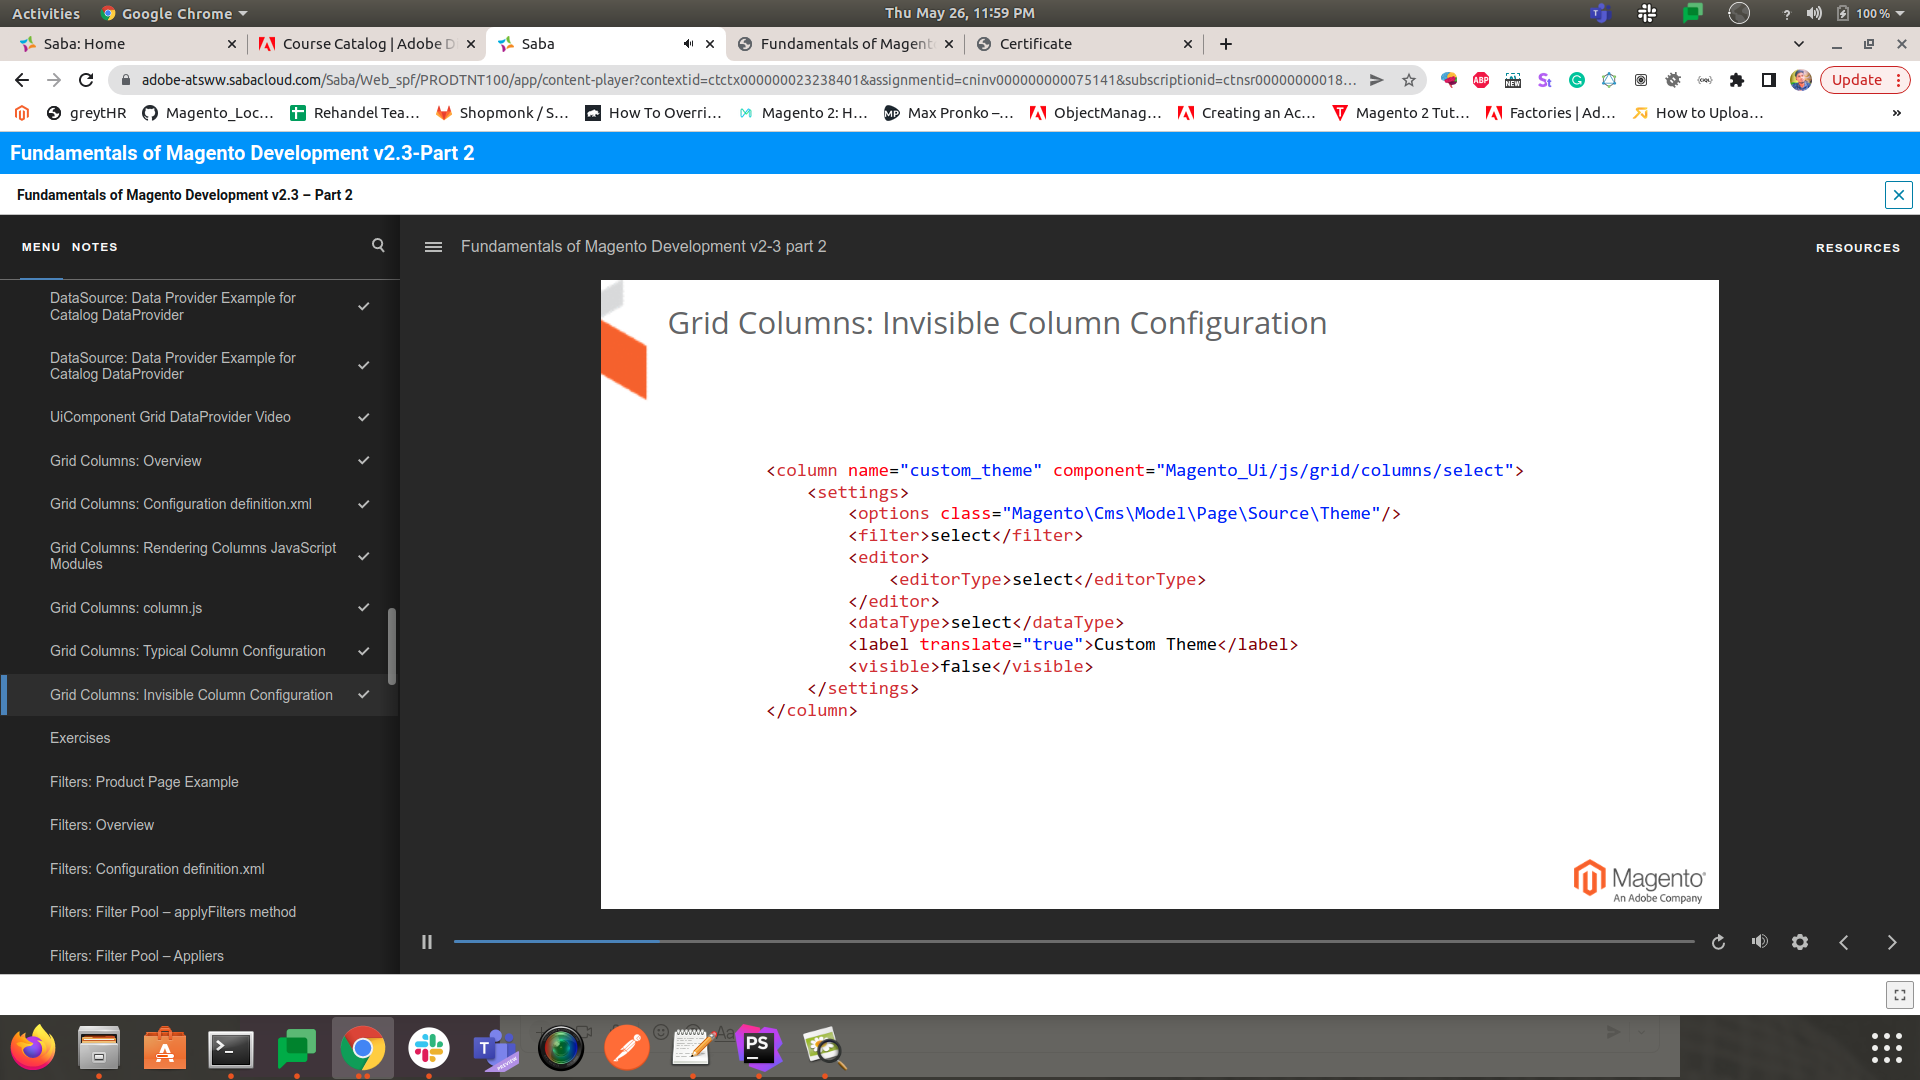 Activities Google Chrome Thu May 26, 11:59 PM ? 100 %
Saba: Home Course Catalog | Adobe D Saba Fundamentals of Magent Certificate
adobe-atsww.sabacloud.com/Saba/Web_spf/PRODTNT100/app/content-player?contextid=ctctx000000023238401&assignmentid=cninv000000000075141&subscriptionid=ctnsr00000000018... ABP NEW Update
greytHR Magento_Loc... Rehandel Tea... Shopmonk / S... How To Overri... Magento 2: H... Max Pronko –... ObjectManag... Creating an Ac... Magento 2 Tut... Factories | Ad... How to Uploa... »
Fundamentals of Magento Development v2.3-Part 2
Fundamentals of Magento Development v2.3 – Part 2
MENU NOTES
Fundamentals of Magento Development v2-3 part 2
RESOURCES
DataSource: Data Provider Example for
Catalog DataProvider
DataSource: Data Provider Example for
Catalog DataProvider
UiComponent Grid DataProvider Video
Grid Columns: Overview
Grid Columns: Configuration definition.xml
Grid Columns: Rendering Columns JavaScript
Modules
Grid Columns: column.js
Grid Columns: Typical Column Configuration
Grid Columns: Invisible Column Configuration
Exercises
Filters: Product Page Example
Filters: Overview
Filters: Configuration definition.xml
Filters: Filter Pool – applyFilters method
Filters: Filter Pool – Appliers
Grid Columns: Invisible Column Configuration
<column name="custom_theme" component="Magento_Ui/js/grid/columns/select">
<settings>
<options class="Magento\Cms\Model\Page\Source\Theme"/>
<filter>select</filter>
<editor>
<editorType>select</editorType>
</editor>
<dataType>select</dataType>
<label translate="true">Custom Theme</label>
<visible>false</visible>
</settings>
</column>
Magento
An Adobe Company
PS